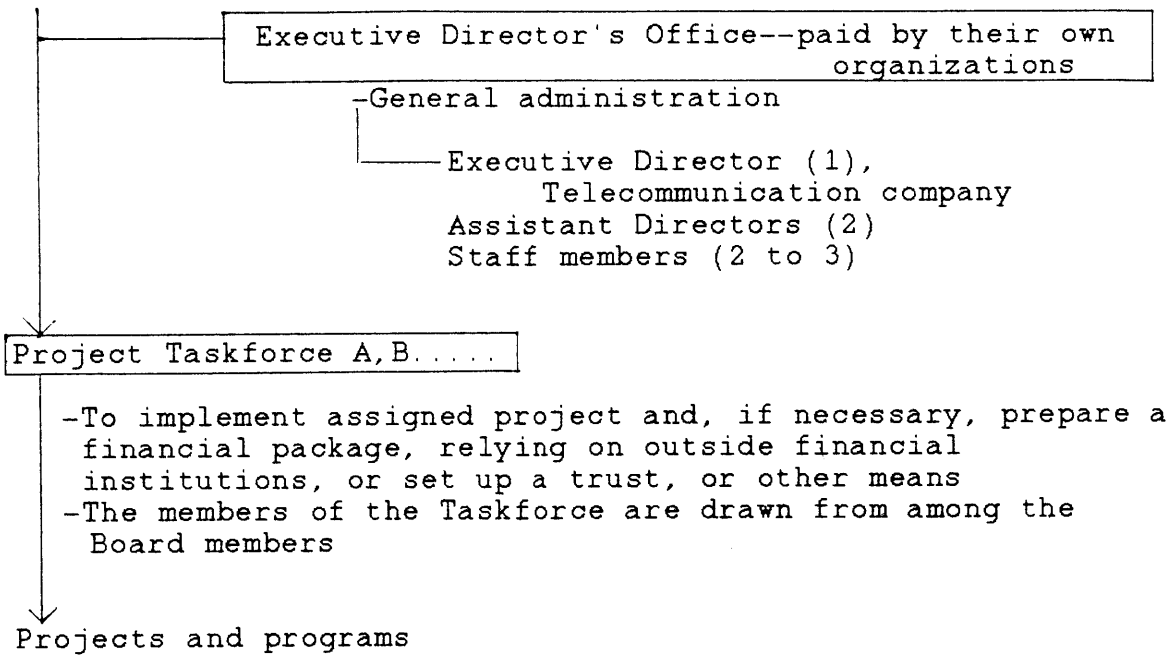 Executive Director's Office--paid by their own
organizations
-General administration
Executive Director (1),
Telecommunication company
Assistant Directors (2)
Staff members (2 to 3)
Project Taskforce A,B.....
-To implement assigned project and, if necessary, prepare a
financial package, relying on outside financial
institutions, or set up a trust, or other means
-The members of the Taskforce are drawn from among the
Board members
Projects and programs